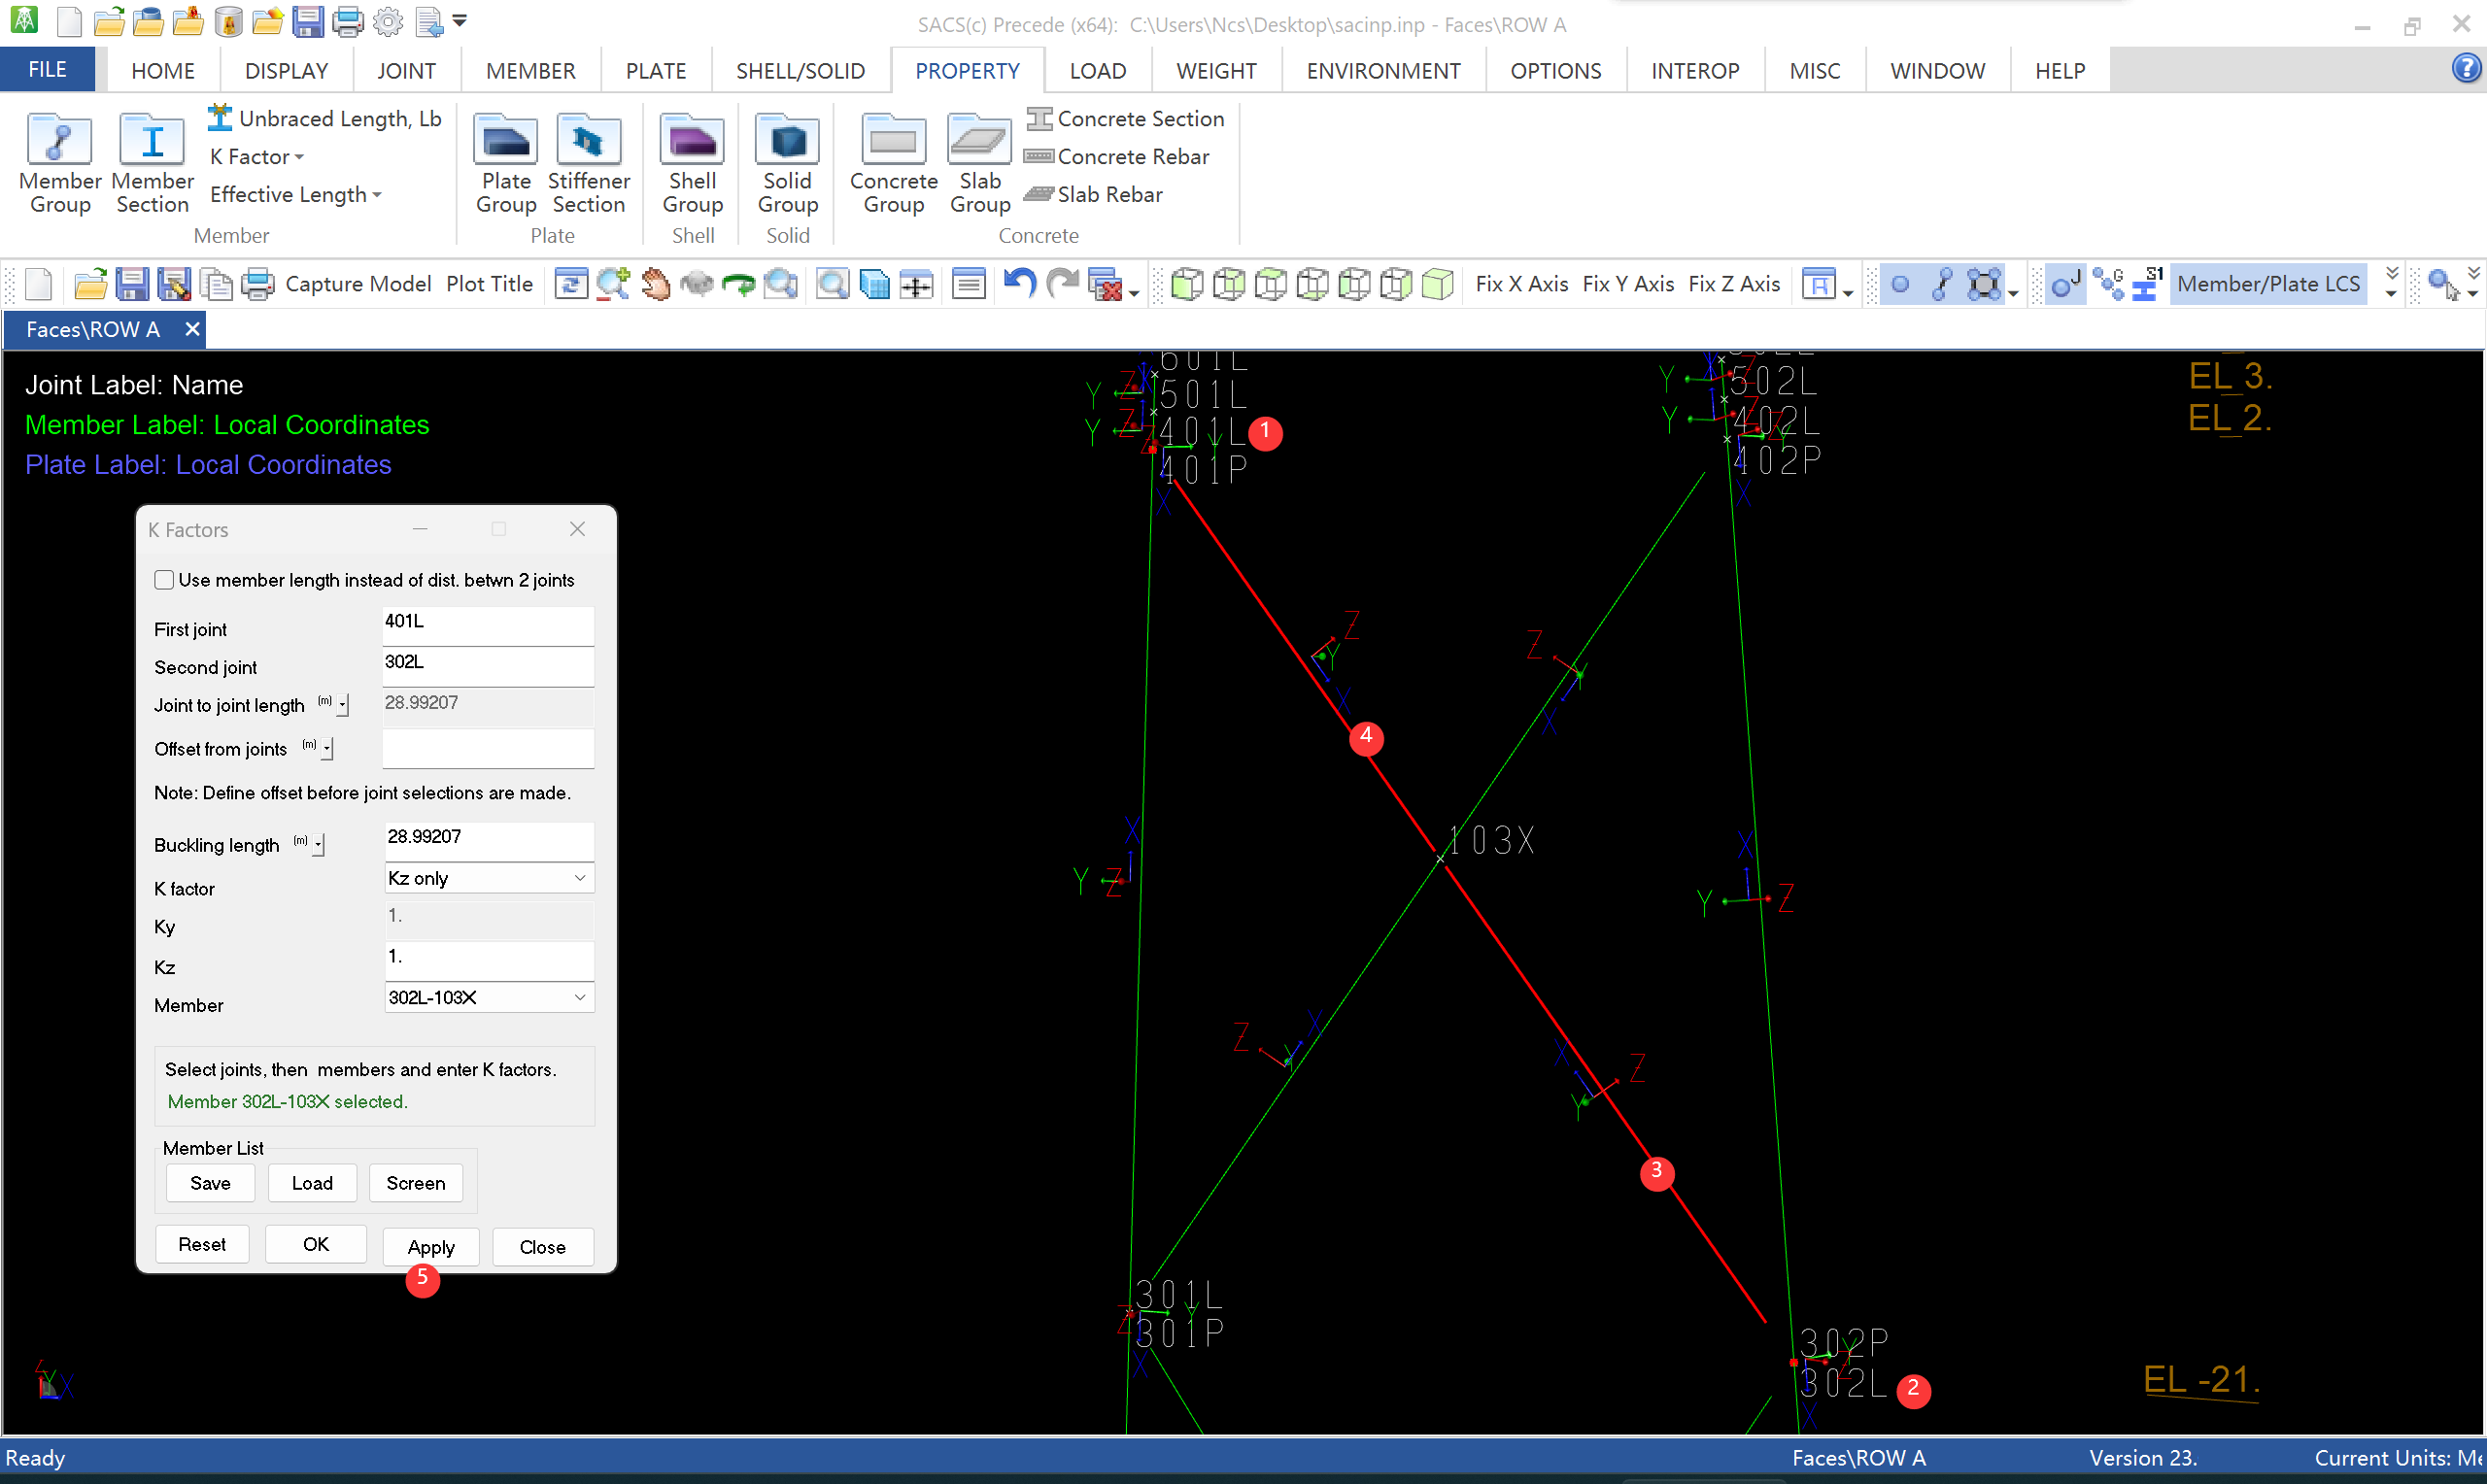 SACS(c) Precede (x64):  C:\Users\Ncs\Desktop\sacinp.inp - Faces\ROW A
FILE HOME DISPLAY JOINT MEMBER PLATE SHELL/SOLID PROPERTY LOAD WEIGHT ENVIRONMENT OPTIONS INTEROP MISC WINDOW HELP
Member Group
Member Section
Unbraced Length, Lb
K Factor
Effective Length
Member
Plate Group
Stiffener Section
Plate
Shell Group
Shell
Solid Group
Solid
Concrete Group
Slab Group
Concrete Section
Concrete Rebar
Slab Rebar
Concrete
Capture Model Plot Title Fix X Axis Fix Y Axis Fix Z Axis Member/Plate LCS
Faces\ROW A
Joint Label: Name
Member Label: Local Coordinates
Plate Label: Local Coordinates
K Factors
Use member length instead of dist. betwn 2 joints
First joint 401L
Second joint 302L
Joint to joint length (m) 28.99207
Offset from joints (m)
Note: Define offset before joint selections are made.
Buckling length (m) 28.99207
K factor Kz only
Ky 1.
Kz 1.
Member 302L-103X
Select joints, then  members and enter K factors.
Member 302L-103X selected.
Member List
Save Load Screen
Reset OK Apply Close
5
601L
501L
401L 1
401P
502L
402L
402P
EL 3.
EL 2.
4
103X
3
301L
301P
302P
302L 2
EL -21.
Ready Faces\ROW A Version 23. Current Units: